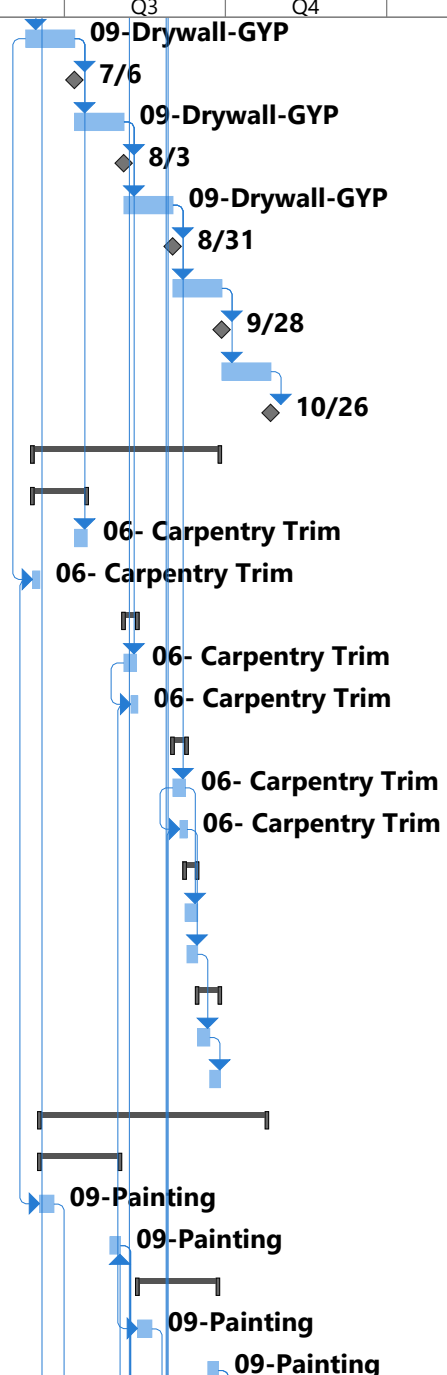 Q3
Q4
09-Drywall-GYP
7/6
09-Drywall-GYP
8/3
09-Drywall-GYP
8/31
9/28
10/26
06- Carpentry Trim
06- Carpentry Trim
06- Carpentry Trim
06- Carpentry Trim
06- Carpentry Trim
06- Carpentry Trim
09-Painting
09-Painting
09-Painting
09-Painting